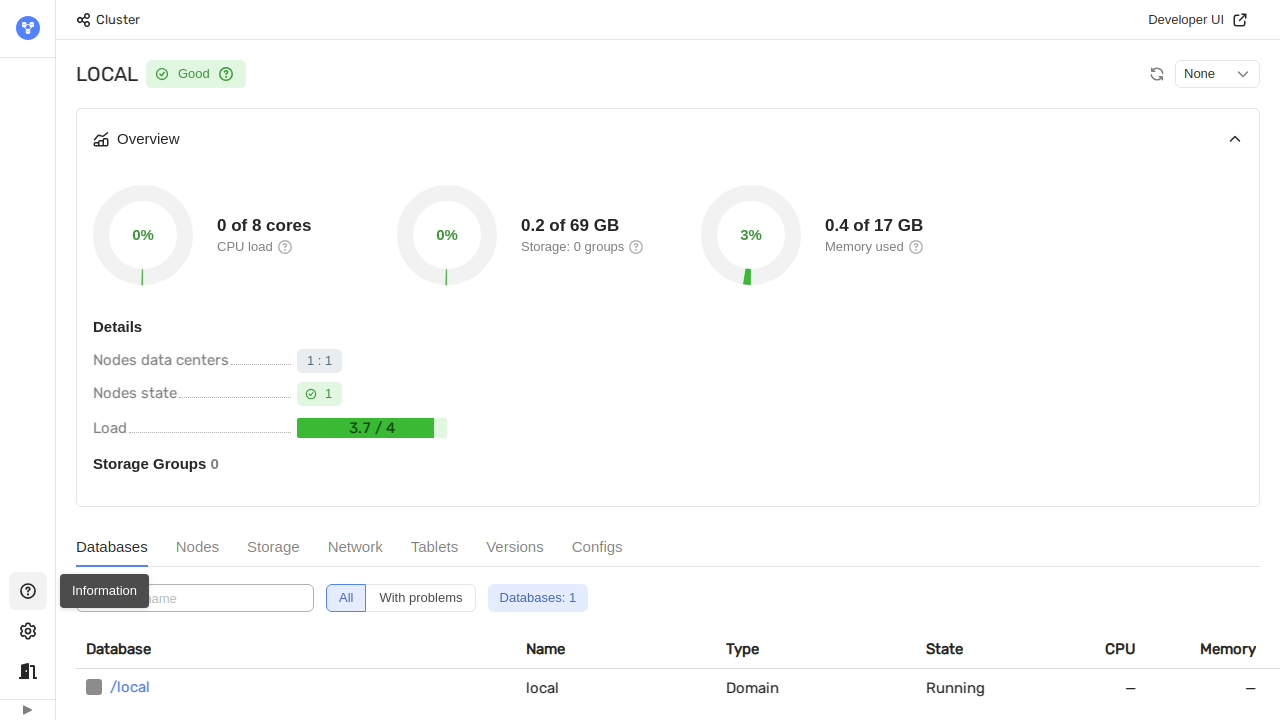 Cluster
Developer UI
LOCAL
Good
None
Overview
0%
0 of 8 cores
CPU load
0%
0.2 of 69 GB
Storage: 0 groups
3%
0.4 of 17 GB
Memory used
Details
Nodes data centers
1 : 1
Nodes state
1
Load
3.7 / 4
Storage Groups 0
Databases
Nodes
Storage
Network
Tablets
Versions
Configs
Information
name
All
With problems
Databases: 1
Database
Name
Type
State
CPU
Memory
/local
local
Domain
Running
—
—